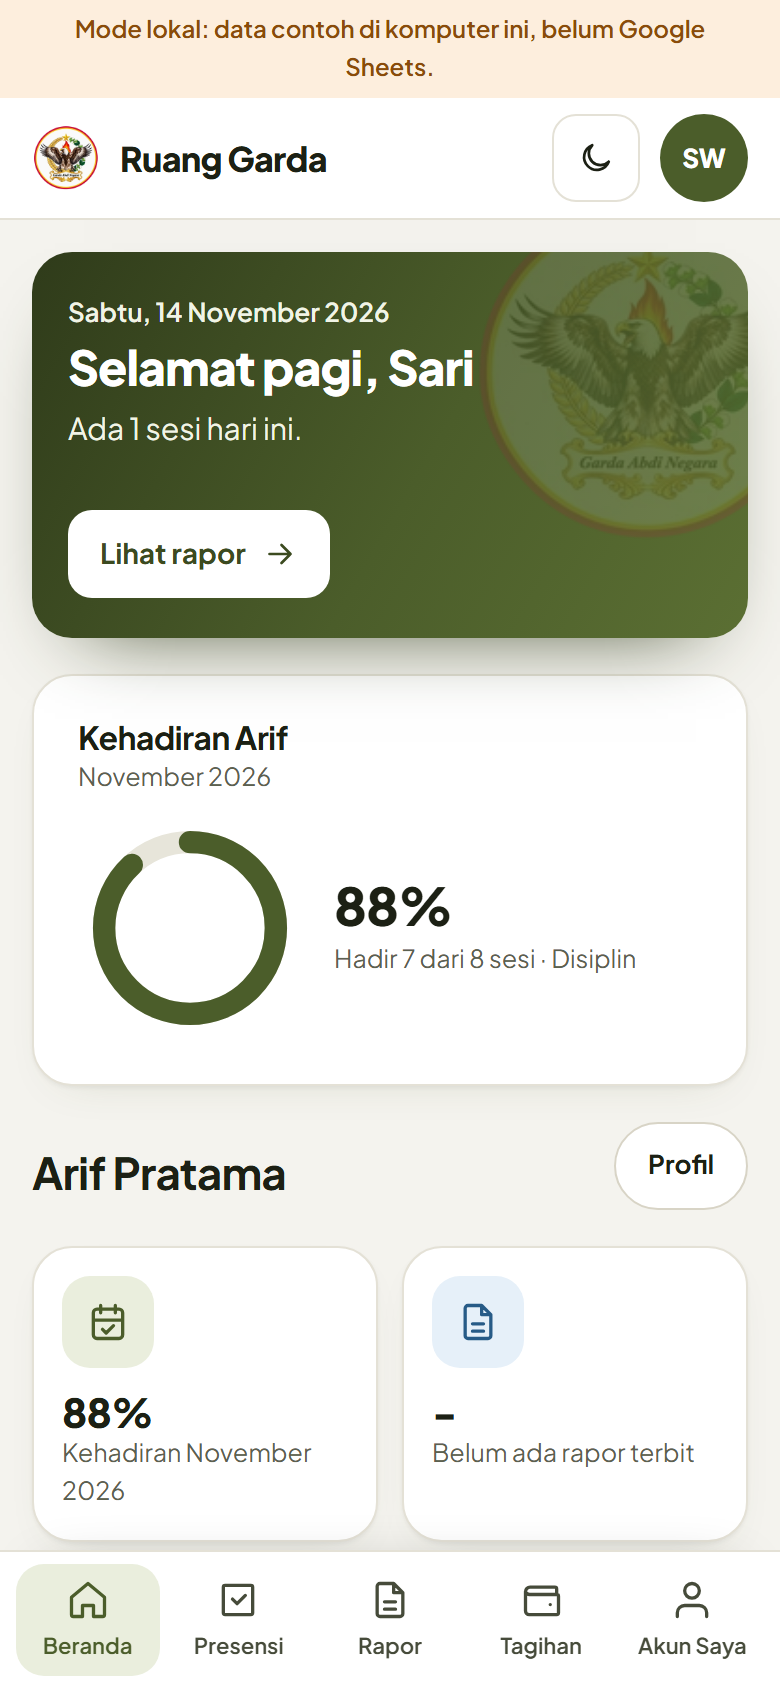 Mode lokal: data contoh di komputer ini, belum Google
Sheets.
Ruang Garda
SW
Sabtu, 14 November 2026
Selamat pagi, Sari
Ada 1 sesi hari ini.
Garda Abdi Negara
Lihat rapor →
Kehadiran Arif
November 2026
88%
Hadir 7 dari 8 sesi · Disiplin
Arif Pratama
Profil
88%
Kehadiran November
2026
–
Belum ada rapor terbit
Beranda
Presensi
Rapor
Tagihan
Akun Saya